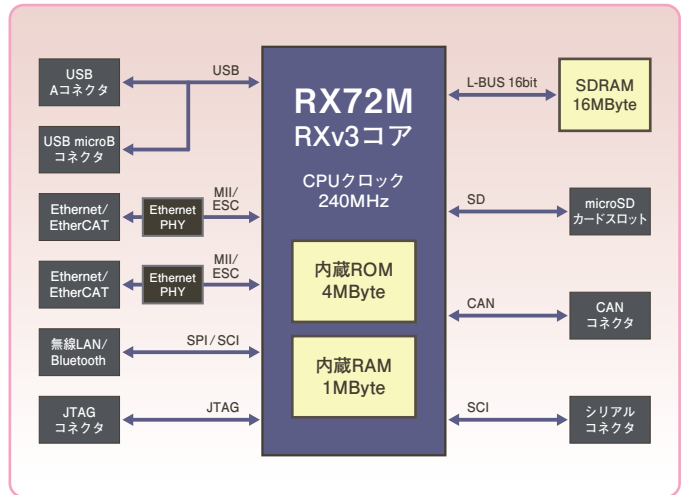 USB
Aコネクタ
USB
USB microB
コネクタ
Ethernet/
EtherCAT
Ethernet
PHY
MII/
ESC
Ethernet/
EtherCAT
Ethernet
PHY
MII/
ESC
無線LAN/
Bluetooth
SPI/SCI
JTAG
コネクタ
JTAG
RX72M
RXv3コア
CPUクロック
240MHz
内蔵ROM
4MByte
内蔵RAM
1MByte
L-BUS 16bit
SDRAM
16MByte
SD
microSD
カードスロット
CAN
CAN
コネクタ
SCI
シリアル
コネクタ